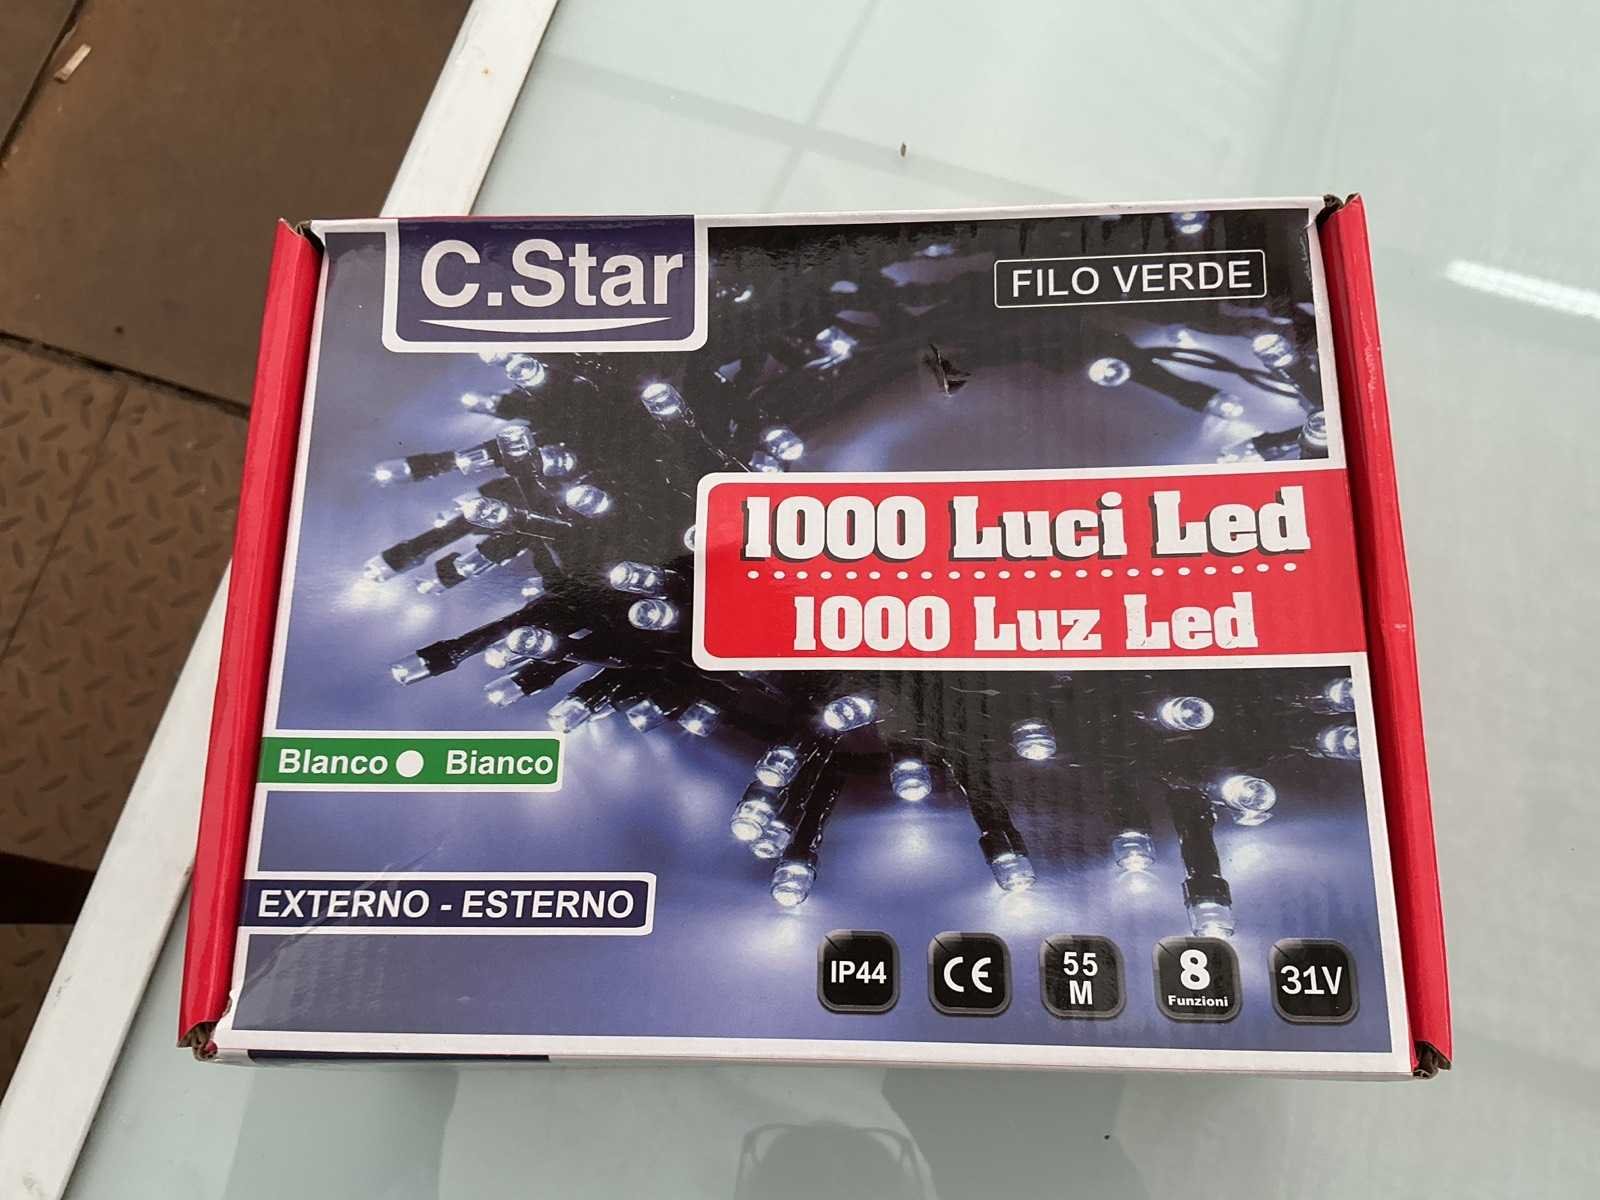 C.Star
FILO VERDE
1000 Luci Led
1000 Luz Led
Blanco Bianco
EXTERNO - ESTERNO
IP44
CE
55
M
8
Funzioni
31V